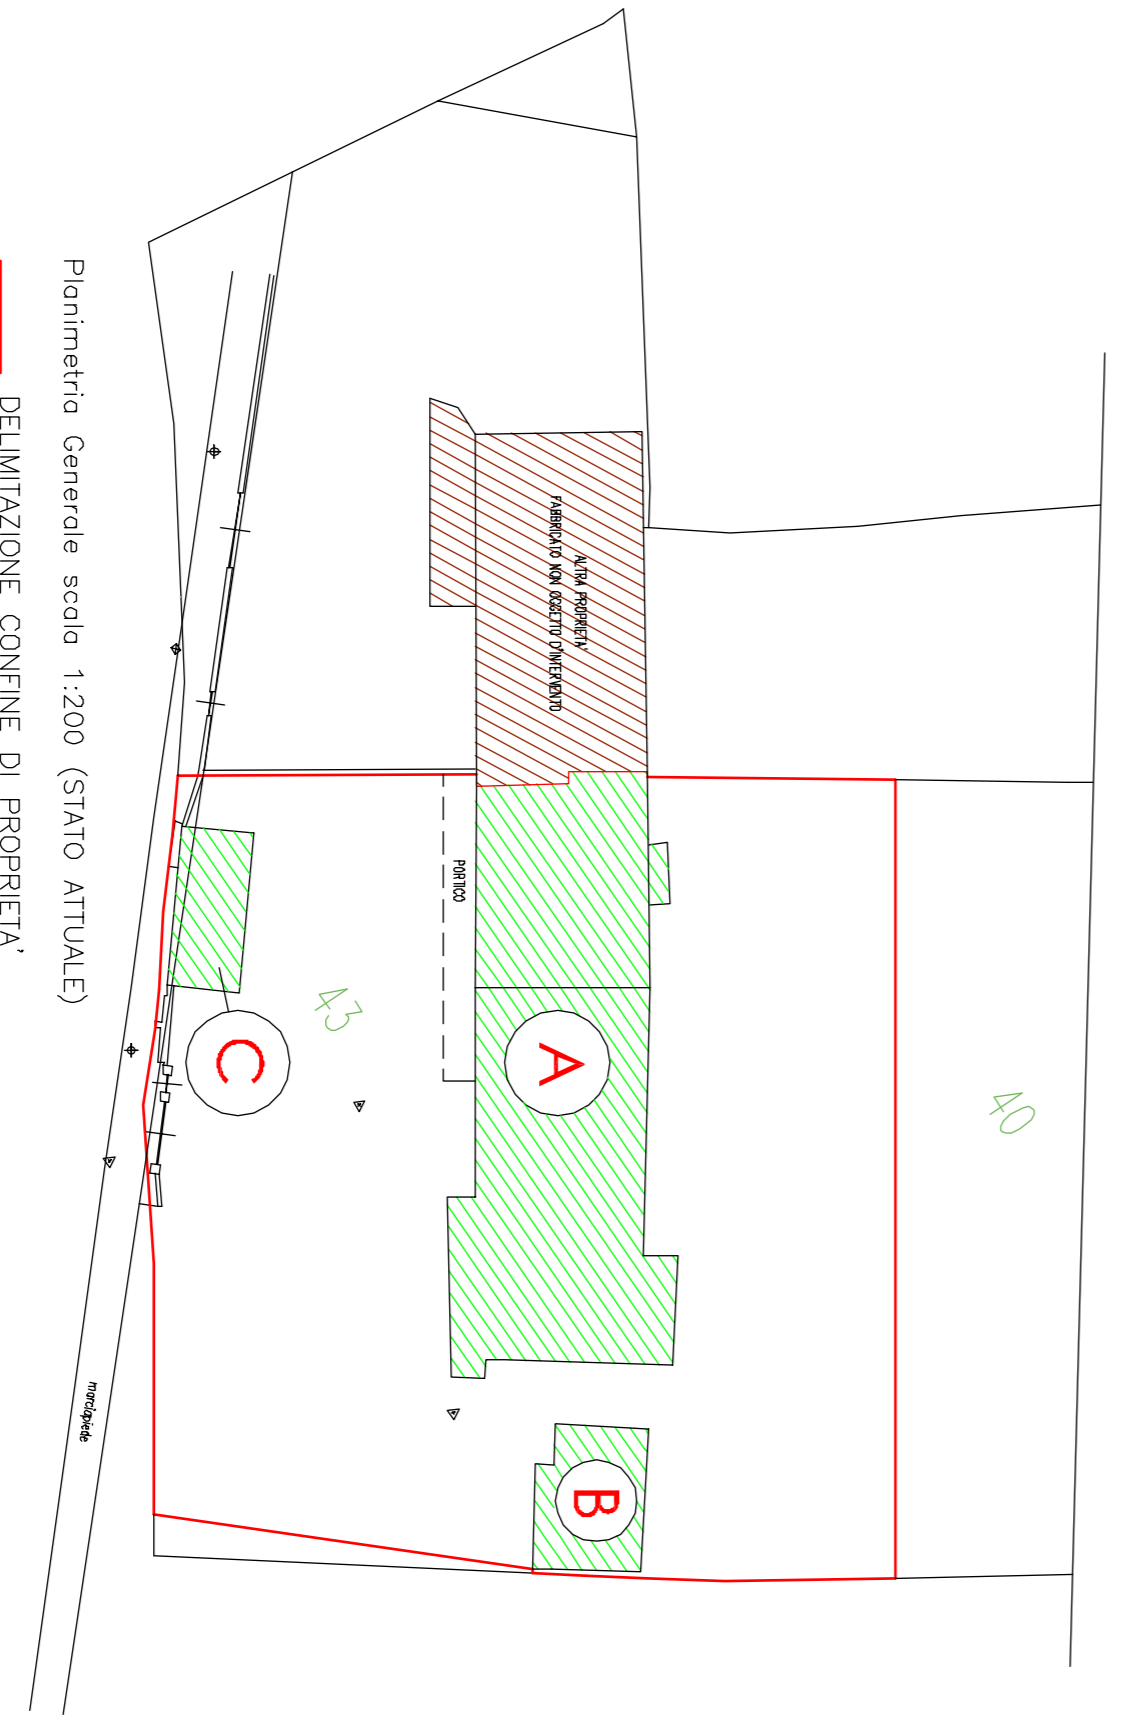 40
ALTRA PROPRIETA'
FABBRICATO NON OGGETTO D'INTERVENTO
A
B
PORTICO
43
C
marciapiede
Planimetria Generale scala 1:200 (STATO ATTUALE)
DELIMITAZIONE CONFINE DI PROPRIETA'